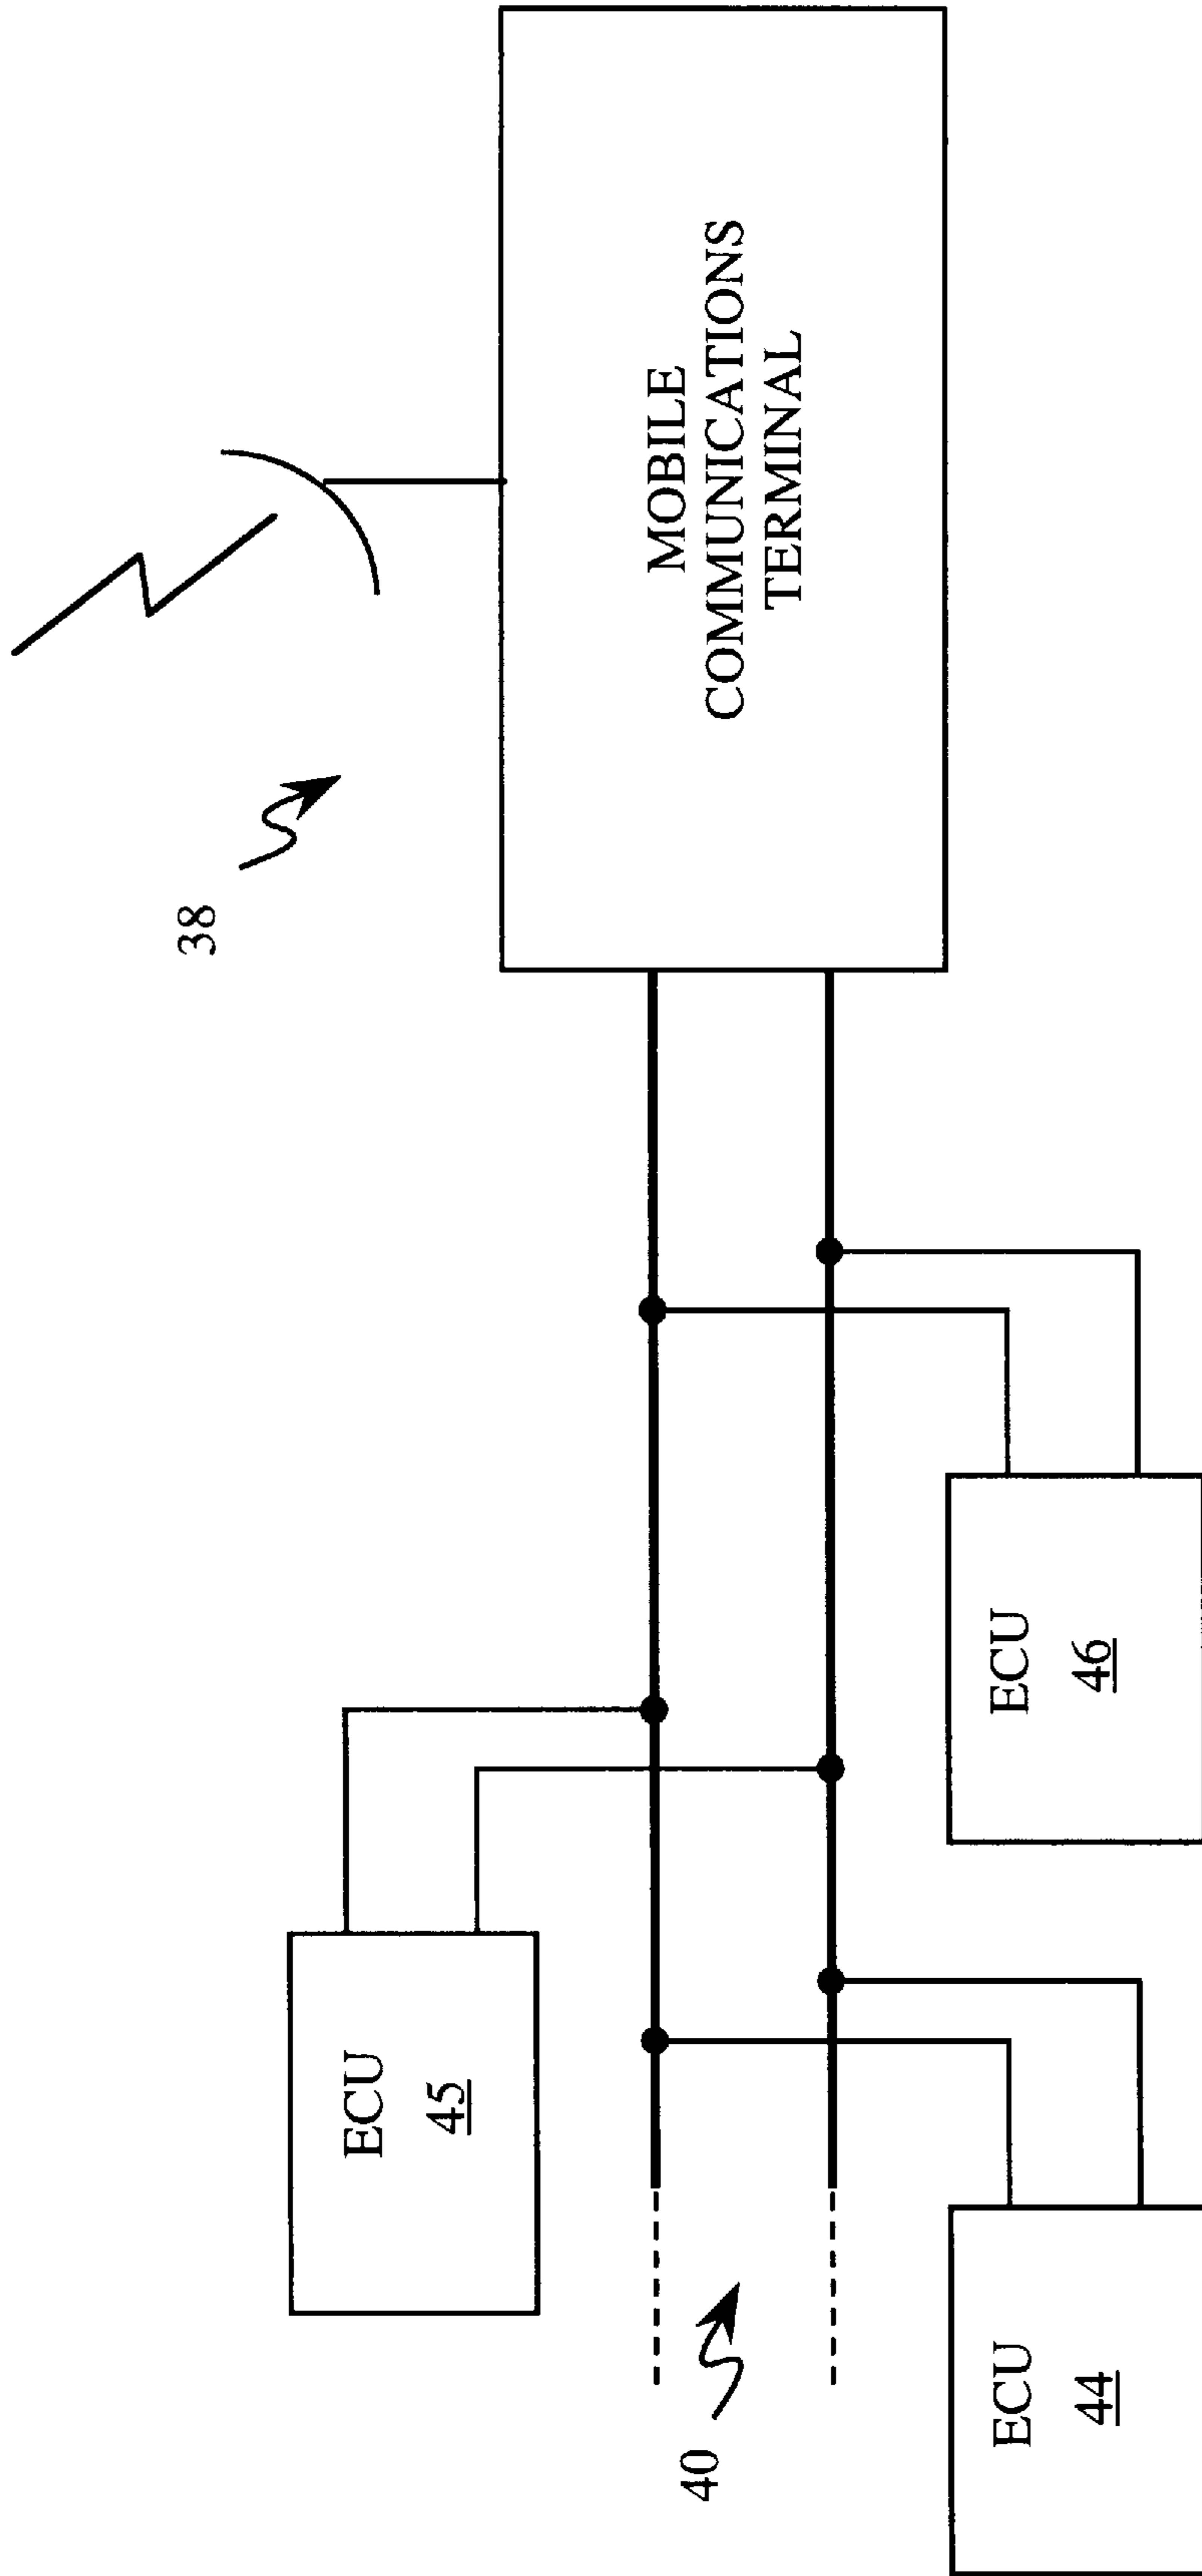 38
MOBILE
COMMUNICATIONS
TERMINAL
ECU
45
40
ECU
46
ECU
44